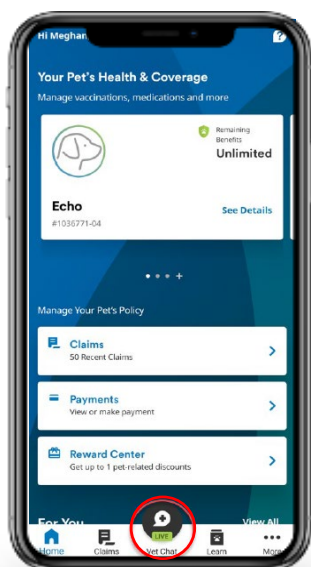 Hi Meghan
Your Pet's Health & Coverage
Manage vaccinations, medications and more
Remaining
Benefits
Unlimited
Echo
See Details
#1036771-04
Manage Your Pet's Policy
Claims
50 Recent Claims
Payments
View or make payment
Reward Center
Get up to 1 pet-related discounts
For You
View All
LIVE
Home
Claims
Vet Chat
Learn
More